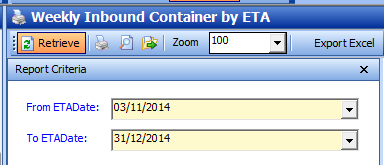 Weekly Inbound Container by ETA
Retrieve Zoom 100 Export Excel
Report Criteria
From ETADate: 03/11/2014
To ETADate: 31/12/2014